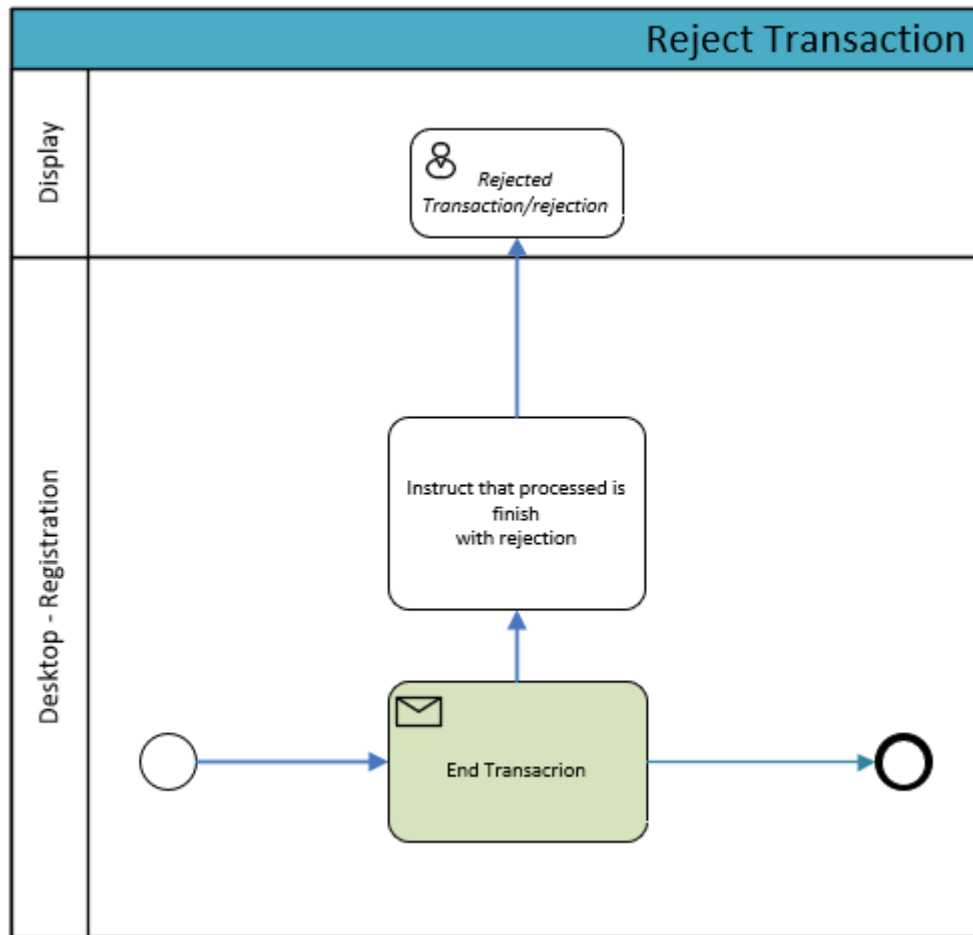 Reject Transaction
Display
Rejected
Transaction/rejection
Desktop - Registration
Instruct that processed is
finish
with rejection
End Transacrion